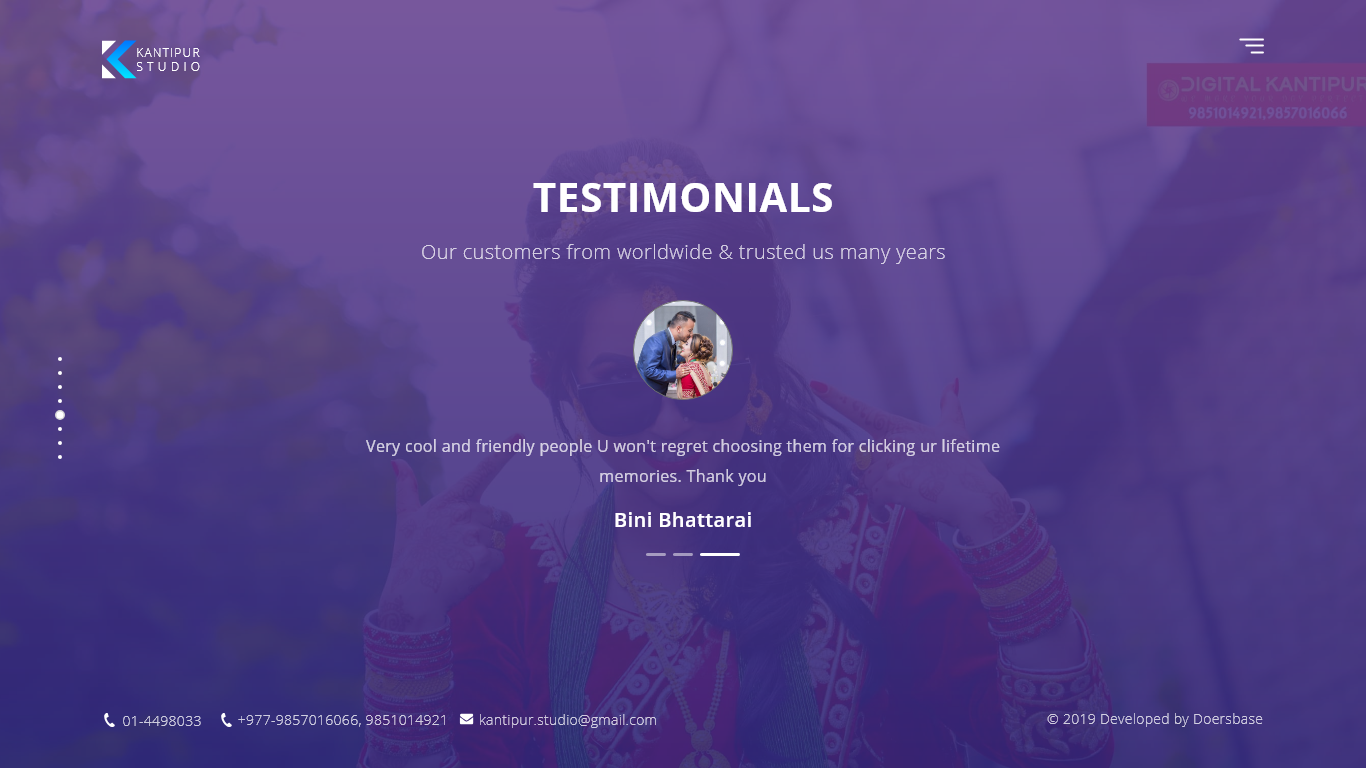 KANTIPUR
STUDIO
DIGITAL KANTIPUR
9851014921,9857016066
TESTIMONIALS
Our customers from worldwide & trusted us many years
Very cool and friendly people U won't regret choosing them for clicking ur lifetime
memories. Thank you
Bini Bhattarai
01-4498033 +977-9857016066, 9851014921 kantipur.studio@gmail.com
© 2019 Developed by Doersbase